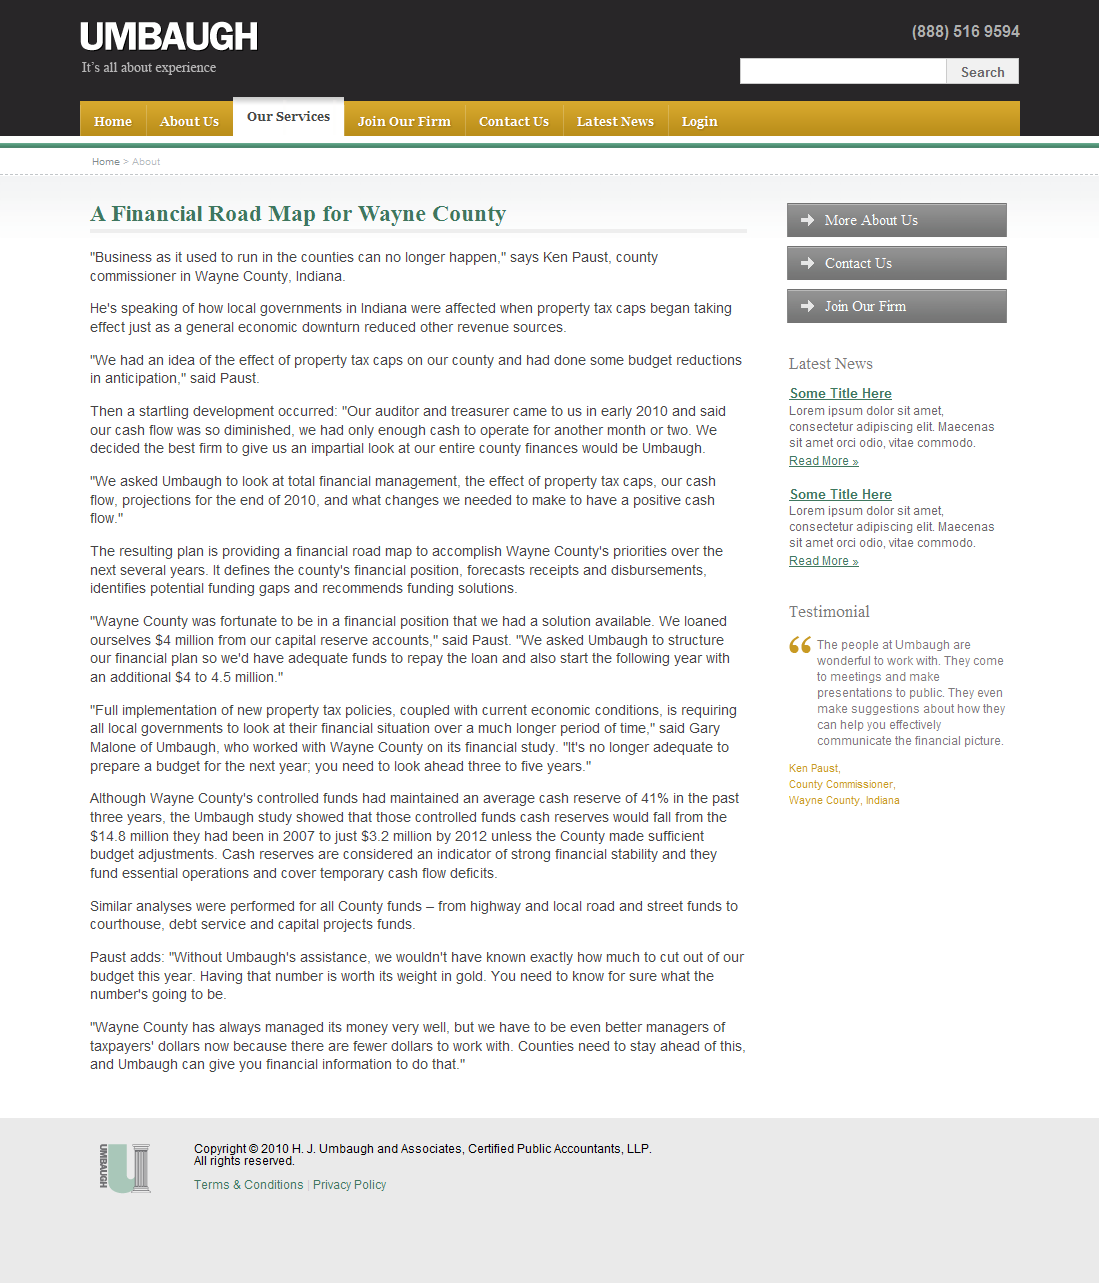 UMBAUGH
It's all about experience
(888) 516 9594
Search
Home
About Us
Our Services
Join Our Firm
Contact Us
Latest News
Login
Home > About
A Financial Road Map for Wayne County
"Business as it used to run in the counties can no longer happen," says Ken Paust, county
commissioner in Wayne County, Indiana.
He's speaking of how local governments in Indiana were affected when property tax caps began taking
effect just as a general economic downturn reduced other revenue sources.
"We had an idea of the effect of property tax caps on our county and had done some budget reductions
in anticipation," said Paust.
Then a startling development occurred: "Our auditor and treasurer came to us in early 2010 and said
our cash flow was so diminished, we had only enough cash to operate for another month or two. We
decided the best firm to give us an impartial look at our entire county finances would be Umbaugh.
"We asked Umbaugh to look at total financial management, the effect of property tax caps, our cash
flow, projections for the end of 2010, and what changes we needed to make to have a positive cash
flow."
The resulting plan is providing a financial road map to accomplish Wayne County's priorities over the
next several years. It defines the county's financial position, forecasts receipts and disbursements,
identifies potential funding gaps and recommends funding solutions.
"Wayne County was fortunate to be in a financial position that we had a solution available. We loaned
ourselves $4 million from our capital reserve accounts," said Paust. "We asked Umbaugh to structure
our financial plan so we'd have adequate funds to repay the loan and also start the following year with
an additional $4 to 4.5 million."
"Full implementation of new property tax policies, coupled with current economic conditions, is requiring
all local governments to look at their financial situation over a much longer period of time," said Gary
Malone of Umbaugh, who worked with Wayne County on its financial study. "It's no longer adequate to
prepare a budget for the next year; you need to look ahead three to five years."
Although Wayne County's controlled funds had maintained an average cash reserve of 41% in the past
three years, the Umbaugh study showed that those controlled funds cash reserves would fall from the
$14.8 million they had been in 2007 to just $3.2 million by 2012 unless the County made sufficient
budget adjustments. Cash reserves are considered an indicator of strong financial stability and they
fund essential operations and cover temporary cash flow deficits.
Similar analyses were performed for all County funds – from highway and local road and street funds to
courthouse, debt service and capital projects funds.
Paust adds: "Without Umbaugh's assistance, we wouldn't have known exactly how much to cut out of our
budget this year. Having that number is worth its weight in gold. You need to know for sure what the
number's going to be.
"Wayne County has always managed its money very well, but we have to be even better managers of
taxpayers' dollars now because there are fewer dollars to work with. Counties need to stay ahead of this,
and Umbaugh can give you financial information to do that."
More About Us
Contact Us
Join Our Firm
Latest News
Some Title Here
Lorem ipsum dolor sit amet,
consectetur adipiscing elit. Maecenas
sit amet orci odio, vitae commodo.
Read More »
Some Title Here
Lorem ipsum dolor sit amet,
consectetur adipiscing elit. Maecenas
sit amet orci odio, vitae commodo.
Read More »
Testimonial
“ The people at Umbaugh are
wonderful to work with. They come
to meetings and make
presentations to public. They even
make suggestions about how they
can help you effectively
communicate the financial picture.
Ken Paust,
County Commissioner,
Wayne County, Indiana
UMBAUGH
Copyright © 2010 H. J. Umbaugh and Associates, Certified Public Accountants, LLP.
All rights reserved.
Terms & Conditions | Privacy Policy